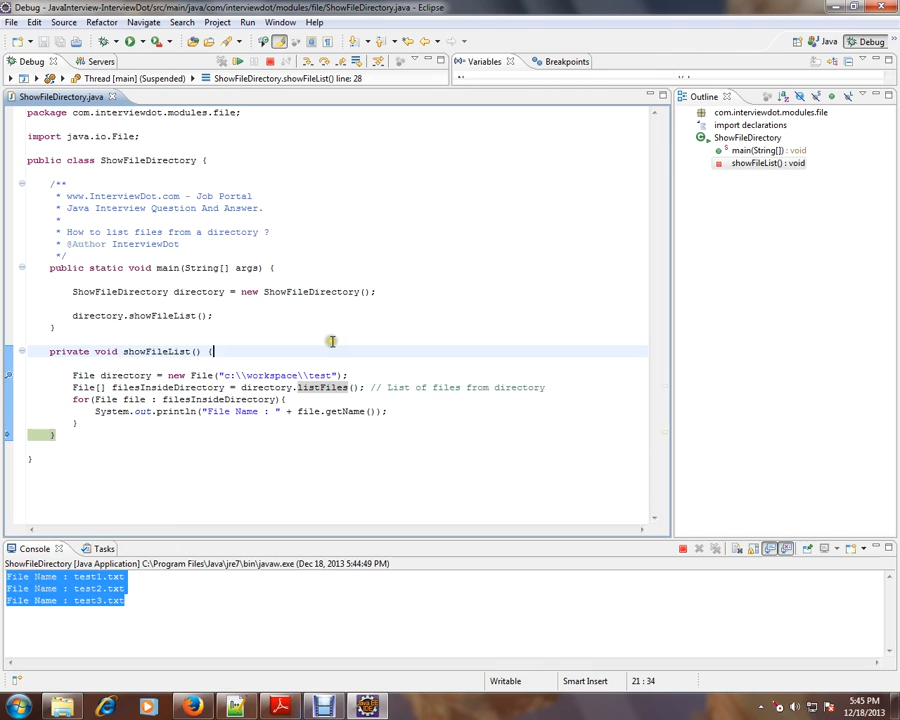 Debug - JavaInterview-InterviewDot/src/main/java/com/interviewdot/modules/file/ShowFileDirectory.java - Eclipse
File Edit Source Refactor Navigate Search Project Run Window Help
Java Debug
Debug Servers
Variables Breakpoints
Thread [main] (Suspended) ShowFileDirectory.showFileList() line: 28
ShowFileDirectory.java
package com.interviewdot.modules.file;
import java.io.File;
public class ShowFileDirectory {
/**
* www.InterviewDot.com - Job Portal
* Java Interview Question And Answer.
*
* How to list files from a directory ?
* @Author InterviewDot
*/
public static void main(String[] args) {
ShowFileDirectory directory = new ShowFileDirectory();
directory.showFileList();
}
private void showFileList() {
File directory = new File("c:\\workspace\\test");
File[] filesInsideDirectory = directory.listFiles(); // List of files from directory
for(File file : filesInsideDirectory){
System.out.println("File Name : " + file.getName());
}
}
}
Outline
com.interviewdot.modules.file
import declarations
ShowFileDirectory
main(String[]) : void
showFileList() : void
Console Tasks
ShowFileDirectory [Java Application] C:\Program Files\Java\jre7\bin\javaw.exe (Dec 18, 2013 5:44:49 PM)
File Name : test1.txt
File Name : test2.txt
File Name : test3.txt
Writable Smart Insert 21 : 34
5:45 PM
12/18/2013